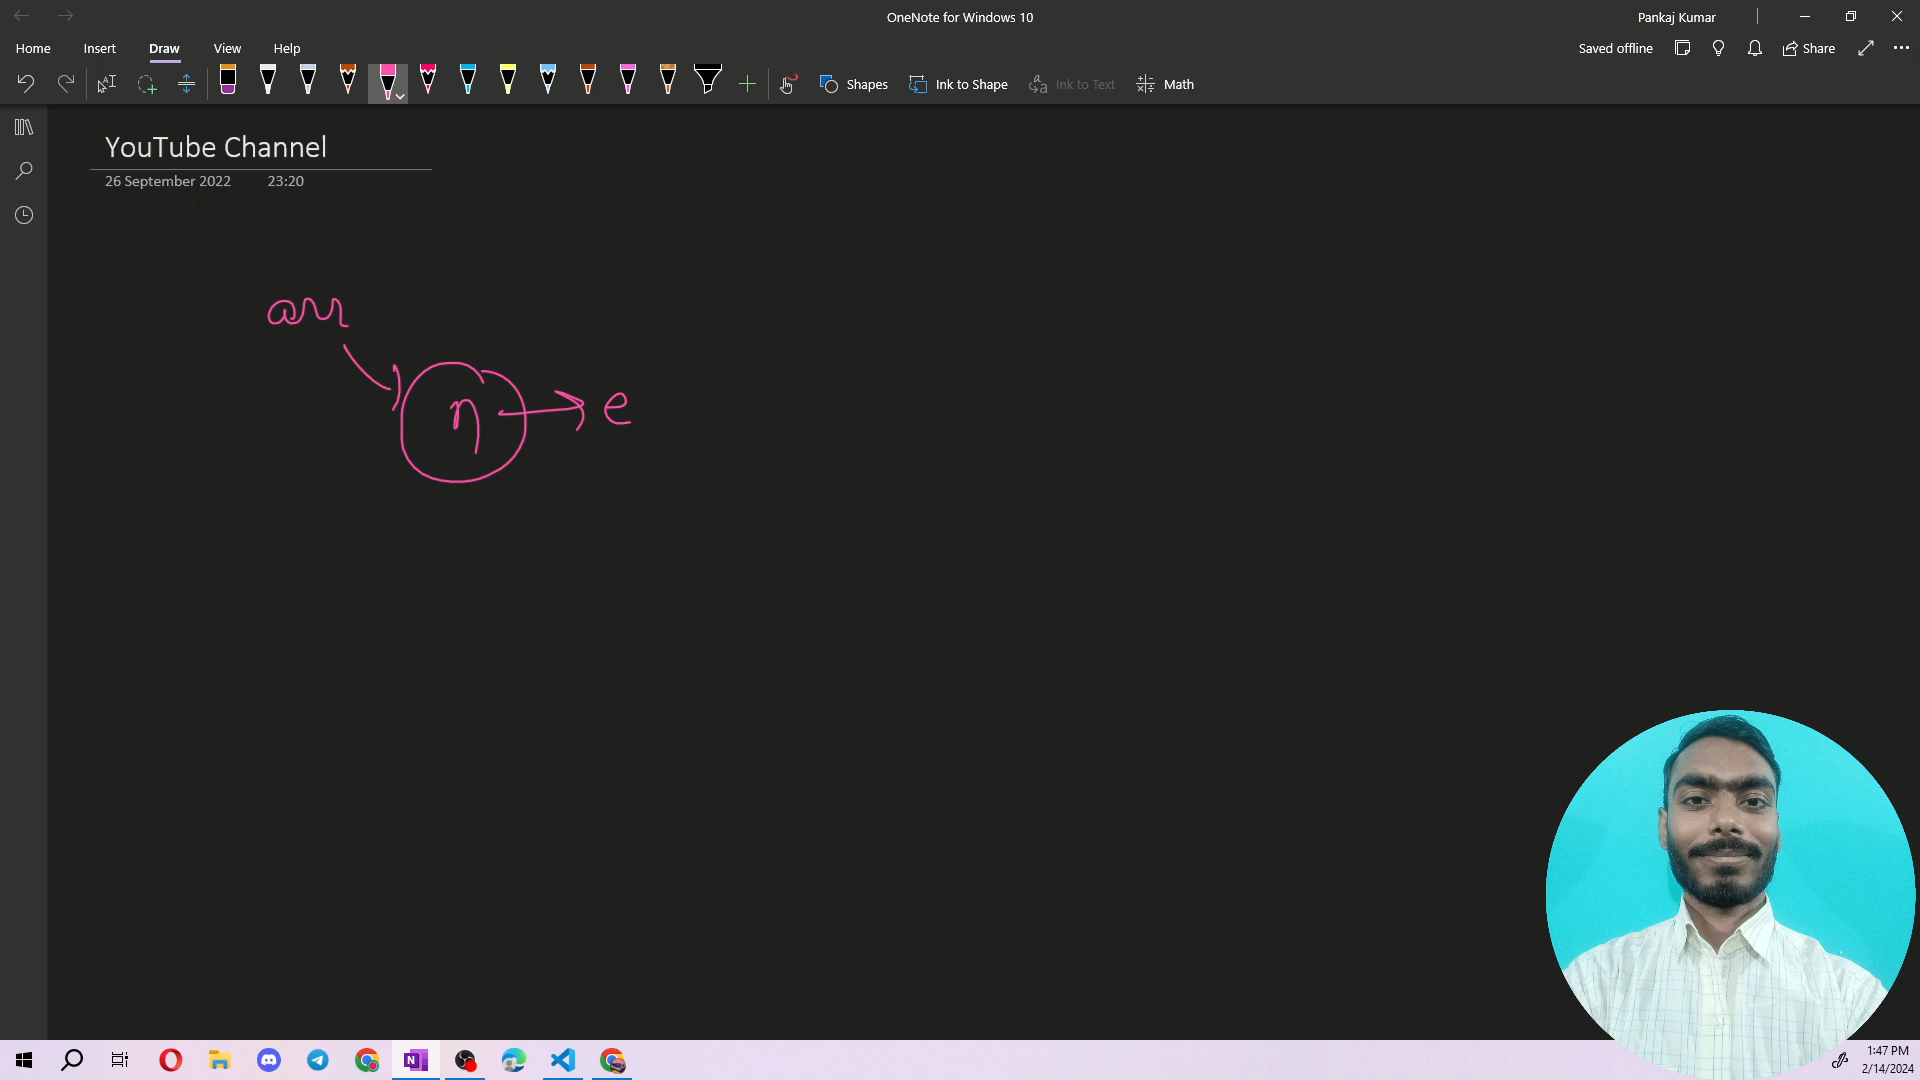 OneNote for Windows 10
Pankaj Kumar
Home Insert Draw View Help
Saved offline Share
Shapes Ink to Shape Ink to Text Math
YouTube Channel
26 September 2022 23:20
arr
n e
1:47 PM
2/14/2024